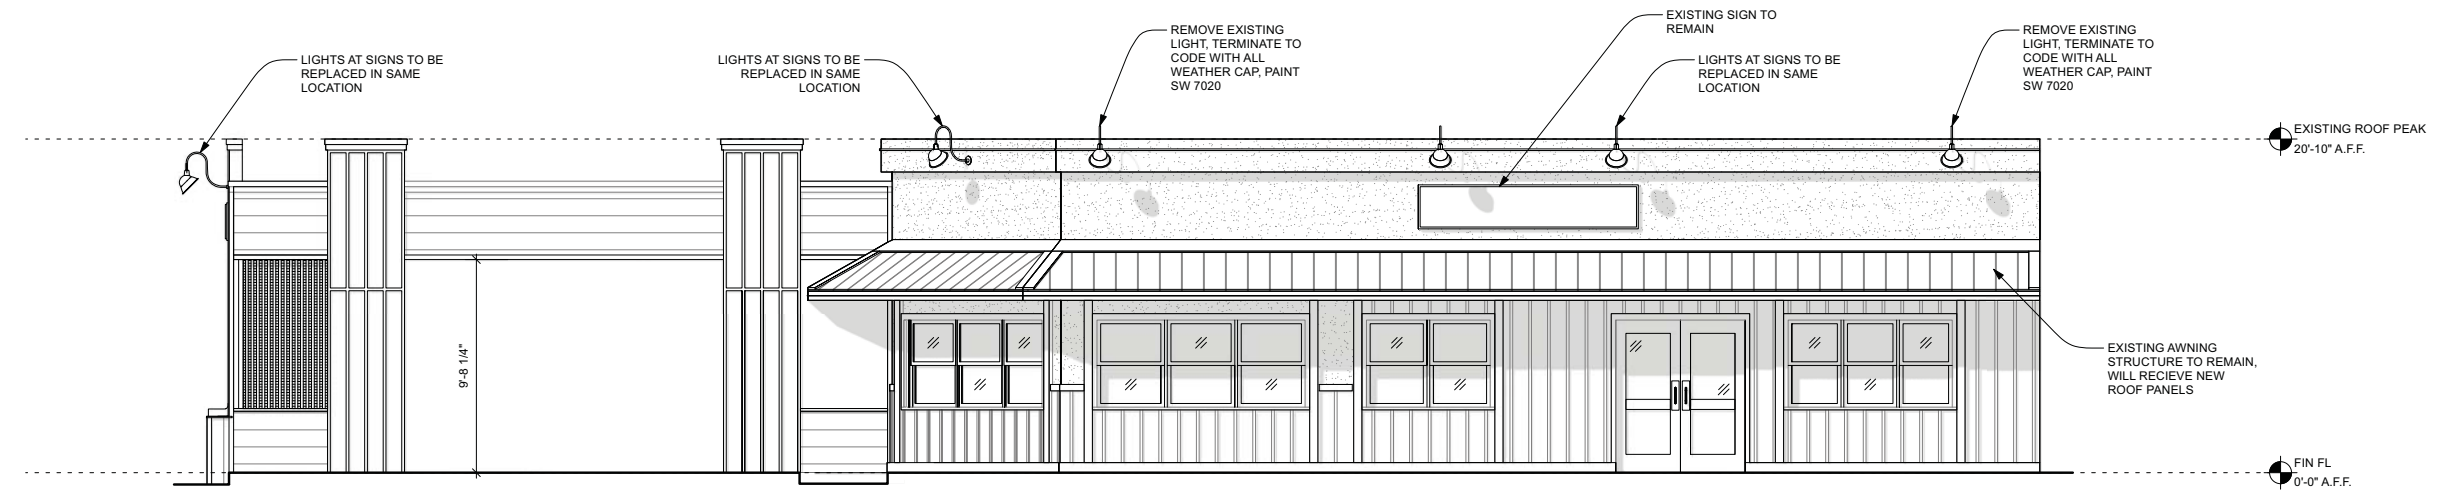 LIGHTS AT SIGNS TO BE
REPLACED IN SAME
LOCATION
LIGHTS AT SIGNS TO BE
REPLACED IN SAME
LOCATION
REMOVE EXISTING
LIGHT, TERMINATE TO
CODE WITH ALL
WEATHER CAP, PAINT
SW 7020
EXISTING SIGN TO
REMAIN
LIGHTS AT SIGNS TO BE
REPLACED IN SAME
LOCATION
REMOVE EXISTING
LIGHT, TERMINATE TO
CODE WITH ALL
WEATHER CAP, PAINT
SW 7020
EXISTING ROOF PEAK
20'-10" A.F.F.
9'-8 1/4"
EXISTING AWNING
STRUCTURE TO REMAIN,
WILL RECIEVE NEW
ROOF PANELS
FIN FL
0'-0" A.F.F.